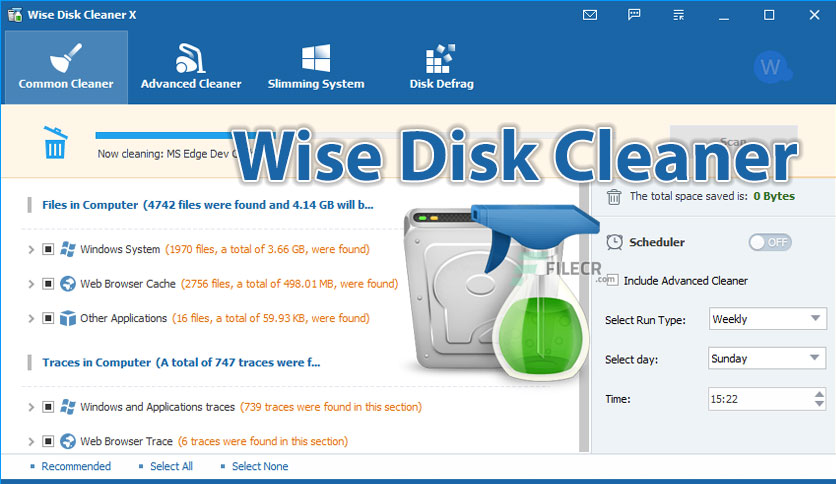 Wise Disk Cleaner X
Common Cleaner
Advanced Cleaner
Slimming System
Disk Defrag
W
Scan
Now cleaning: MS Edge Dev C
Wise Disk Cleaner
Files in Computer (4742 files were found and 4.14 GB will b...
Windows System (1970 files, a total of 3.66 GB, were found)
Web Browser Cache (2756 files, a total of 498.01 MB, were found)
Other Applications (16 files, a total of 59.93 KB, were found)
Traces in Computer (A total of 747 traces were f...
Windows and Applications traces (739 traces were found in this section)
Web Browser Trace (6 traces were found in this section)
The total space saved is: 0 Bytes
Scheduler OFF
FILECR
.com
Include Advanced Cleaner
Select Run Type: Weekly
Select day: Sunday
Time: 15:22
Recommended Select All Select None